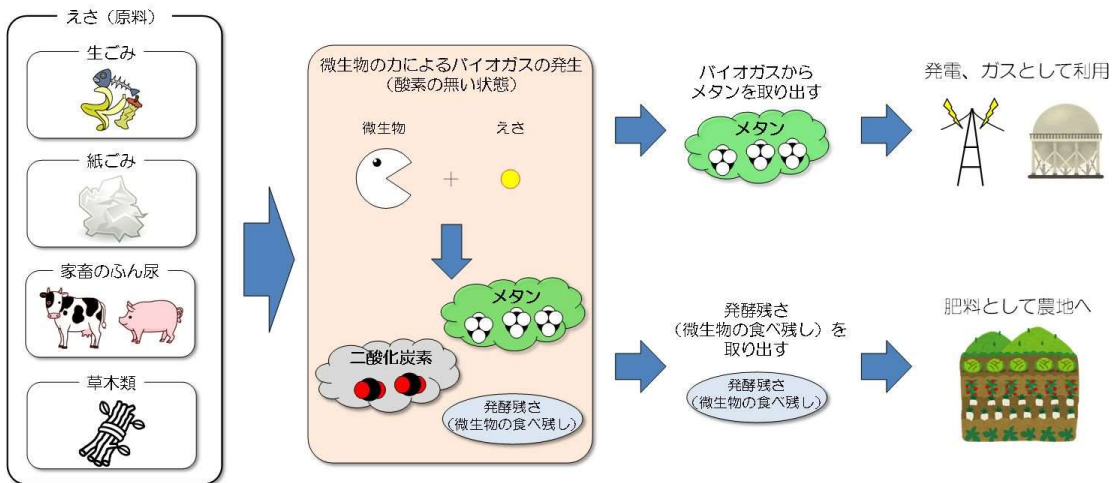 えさ（原料）
生ごみ
紙ごみ
家畜のふん尿
草木類
微生物の力によるバイオガスの発生
（酸素の無い状態）
微生物
えさ
+
メタン
二酸化炭素
発酵残さ
（微生物の食べ残し）
バイオガスから
メタンを取り出す
メタン
発電、ガスとして利用
発酵残さ
（微生物の食べ残し）を
取り出す
発酵残さ
（微生物の食べ残し）
肥料として農地へ